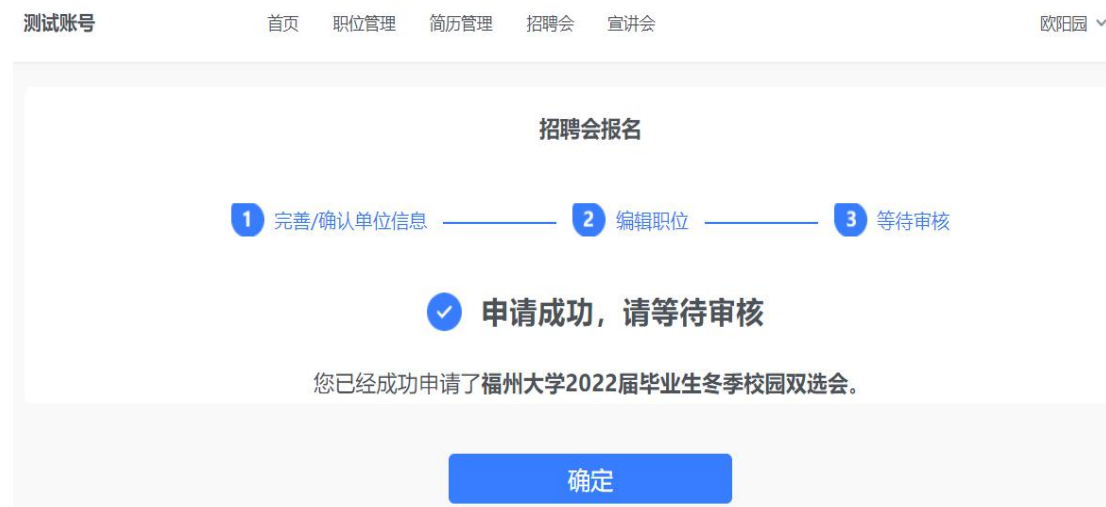 测试账号 首页 职位管理 简历管理 招聘会 宣讲会 欧阳园
招聘会报名
1 完善/确认单位信息 2 编辑职位 3 等待审核
申请成功，请等待审核
您已经成功申请了福州大学2022届毕业生冬季校园双选会。
确定